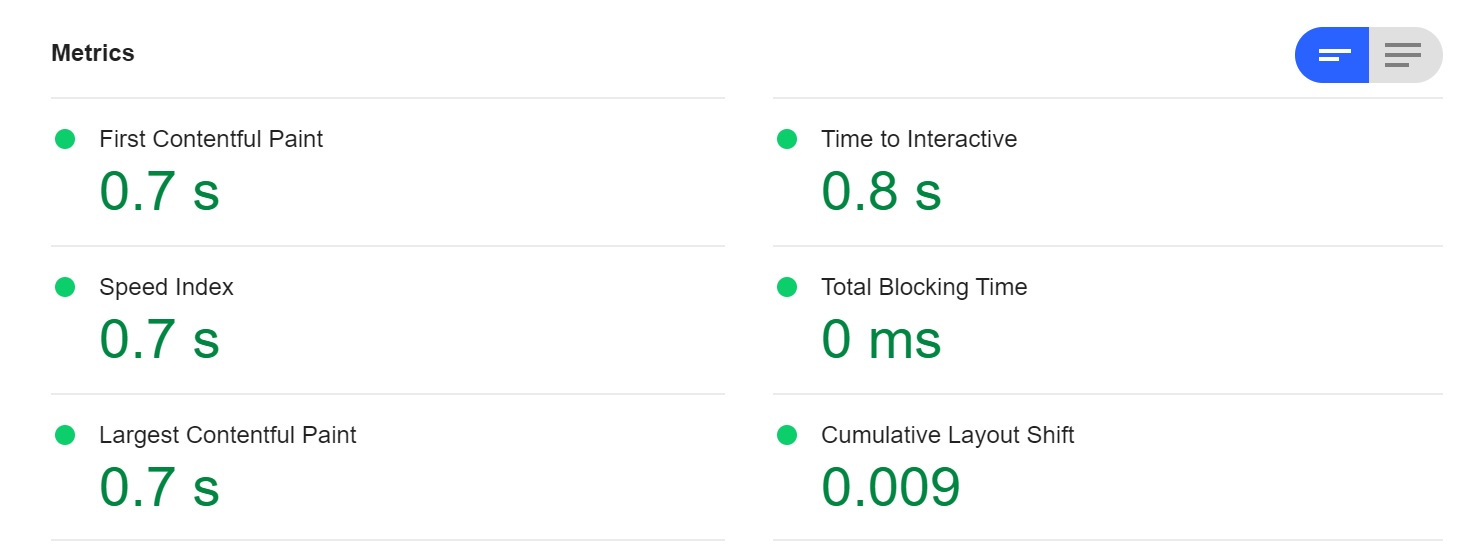 Metrics
First Contentful Paint
0.7 s
Time to Interactive
0.8 s
Speed Index
0.7 s
Total Blocking Time
0 ms
Largest Contentful Paint
0.7 s
Cumulative Layout Shift
0.009